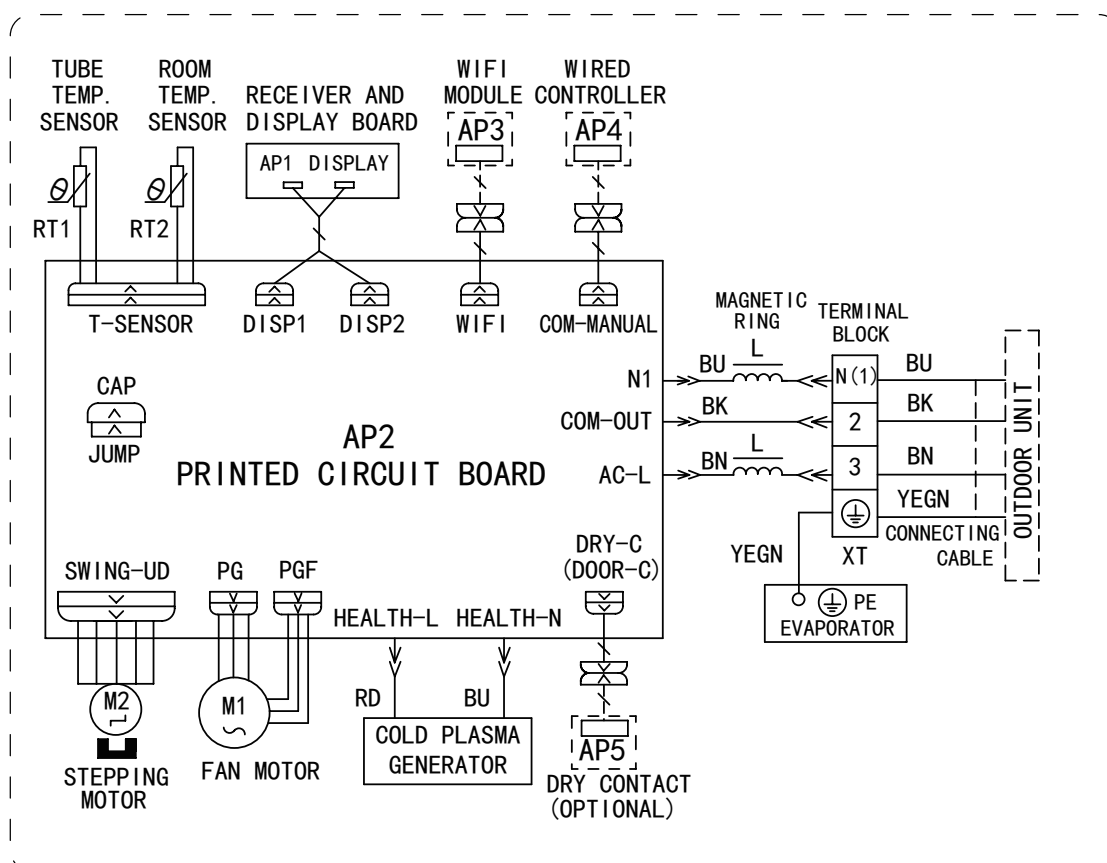 TUBE
TEMP.
SENSOR
ROOM
TEMP.
SENSOR
RECEIVER AND
DISPLAY BOARD
WIFI
MODULE
WIRED
CONTROLLER
AP1 DISPLAY
AP3
AP4
θ
RT1
θ
RT2
T-SENSOR
DISP1
DISP2
WIFI
COM-MANUAL
MAGNETIC
RING
TERMINAL
BLOCK
CAP
JUMP
AP2
PRINTED CIRCUIT BOARD
N1
BU
L
N(1)
BU
COM-OUT
BK
2
BK
AC-L
BN
L
3
BN
YEGN
YEGN
XT
CONNECTING
CABLE
OUTDOOR UNIT
PE
EVAPORATOR
SWING-UD
PG
PGF
HEALTH-L
HEALTH-N
DRY-C
(DOOR-C)
M2
STEPPING
MOTOR
M1
FAN MOTOR
RD
BU
COLD PLASMA
GENERATOR
AP5
DRY CONTACT
(OPTIONAL)